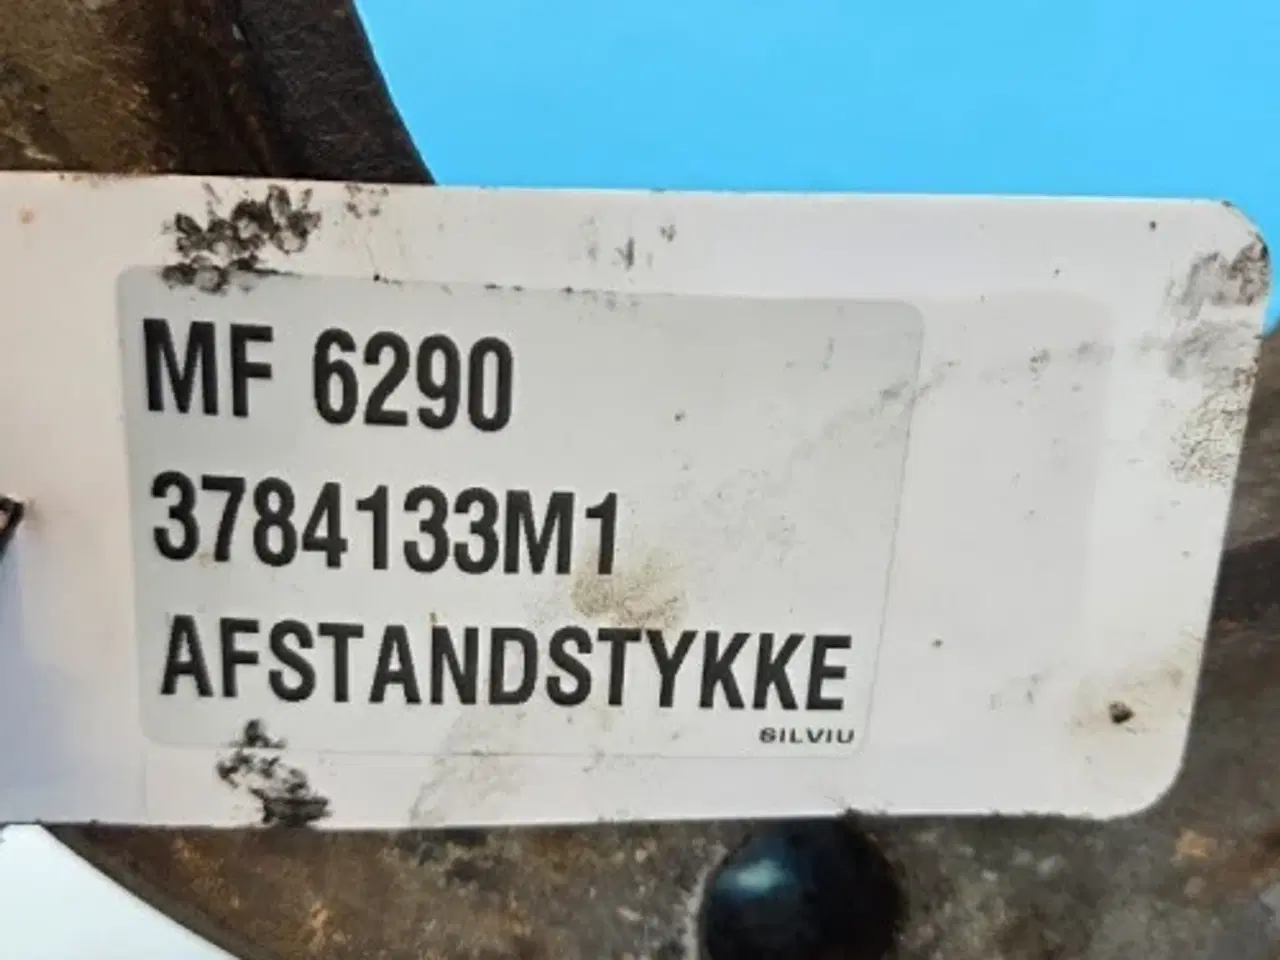 MF 6290
3784133M1
AFSTANDSTYKKE
SILVIU